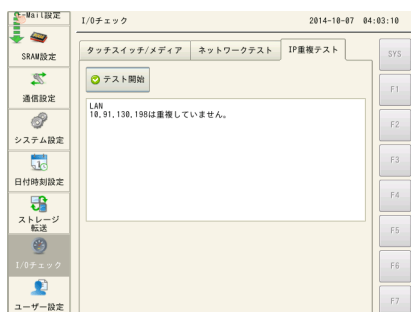 E-Mail設定
I/Oチェック
2014-10-07 04:03:10
SRAM設定
通信設定
システム設定
日付時刻設定
ストレージ
転送
I/Oチェック
ユーザー設定
タッチスイッチ/メディア
ネットワークテスト
IP重複テスト
テスト開始
LAN
10.91.130.198は重複していません。
SYS
F1
F2
F3
F4
F5
F6
F7